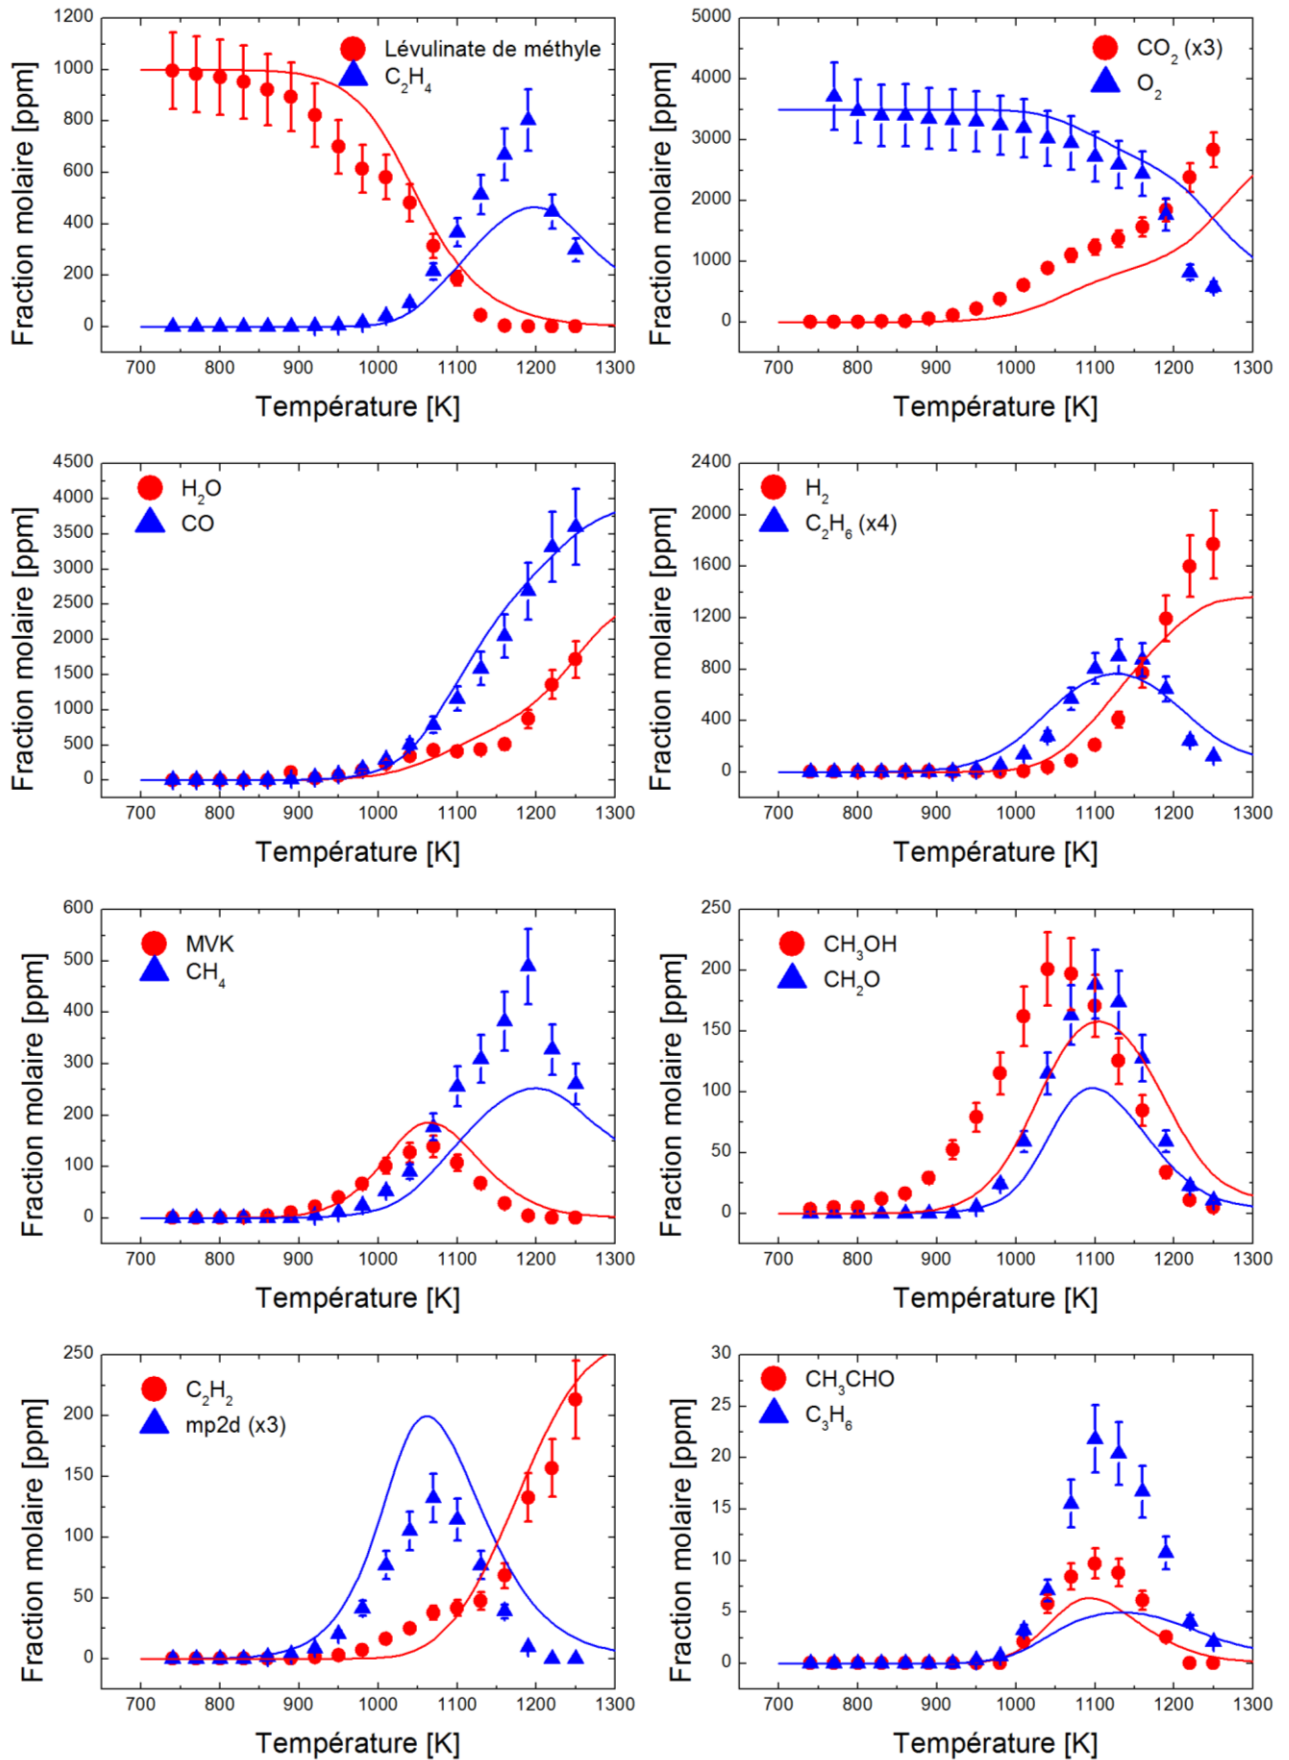 Fraction molaire [ppm]
1200
1000
800
600
400
200
0
Lévulinate de méthyle
C₂H₄
700 800 900 1000 1100 1200 1300
Température [K]
Fraction molaire [ppm]
5000
4000
3000
2000
1000
0
CO₂ (x3)
O₂
700 800 900 1000 1100 1200 1300
Température [K]
Fraction molaire [ppm]
4500
4000
3500
3000
2500
2000
1500
1000
500
0
H₂O
CO
700 800 900 1000 1100 1200 1300
Température [K]
Fraction molaire [ppm]
2400
2000
1600
1200
800
400
0
H₂
C₂H₆ (x4)
700 800 900 1000 1100 1200 1300
Température [K]
Fraction molaire [ppm]
600
500
400
300
200
100
0
MVK
CH₄
700 800 900 1000 1100 1200 1300
Température [K]
Fraction molaire [ppm]
250
200
150
100
50
0
CH₃OH
CH₂O
700 800 900 1000 1100 1200 1300
Température [K]
Fraction molaire [ppm]
250
200
150
100
50
0
C₂H₂
mp2d (x3)
700 800 900 1000 1100 1200 1300
Température [K]
Fraction molaire [ppm]
30
25
20
15
10
5
0
CH₃CHO
C₃H₆
700 800 900 1000 1100 1200 1300
Température [K]